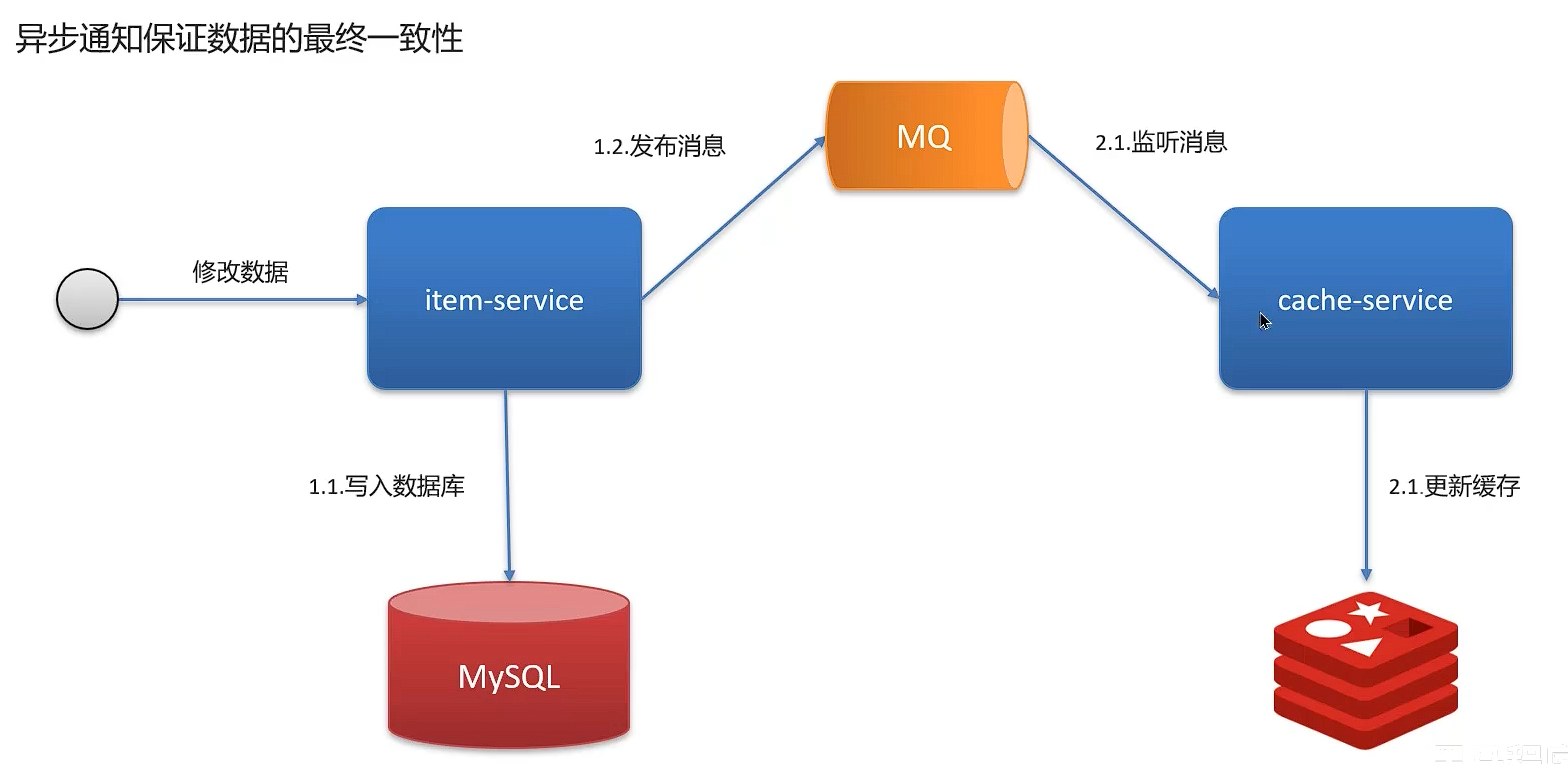 异步通知保证数据的最终一致性
MQ
1.2.发布消息
2.1.监听消息
修改数据
item-service
cache-service
1.1.写入数据库
2.1.更新缓存
MySQL